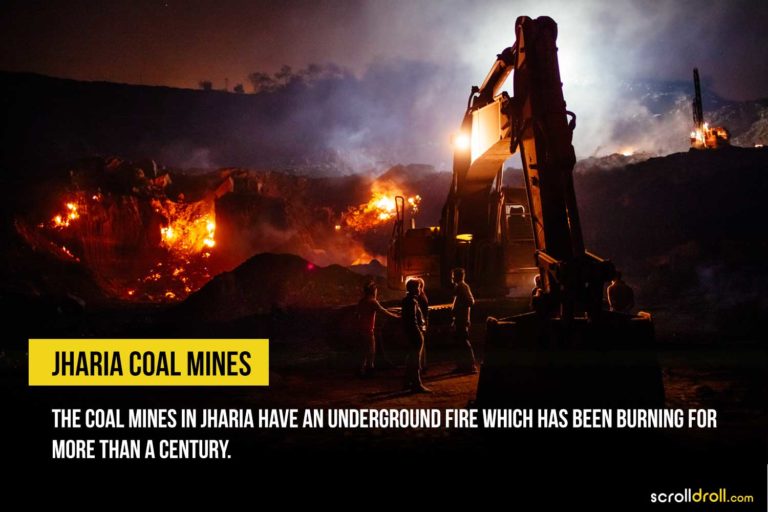 JHARIA COAL MINES
THE COAL MINES IN JHARIA HAVE AN UNDERGROUND FIRE WHICH HAS BEEN BURNING FOR
MORE THAN A CENTURY.
scrolldroll.com